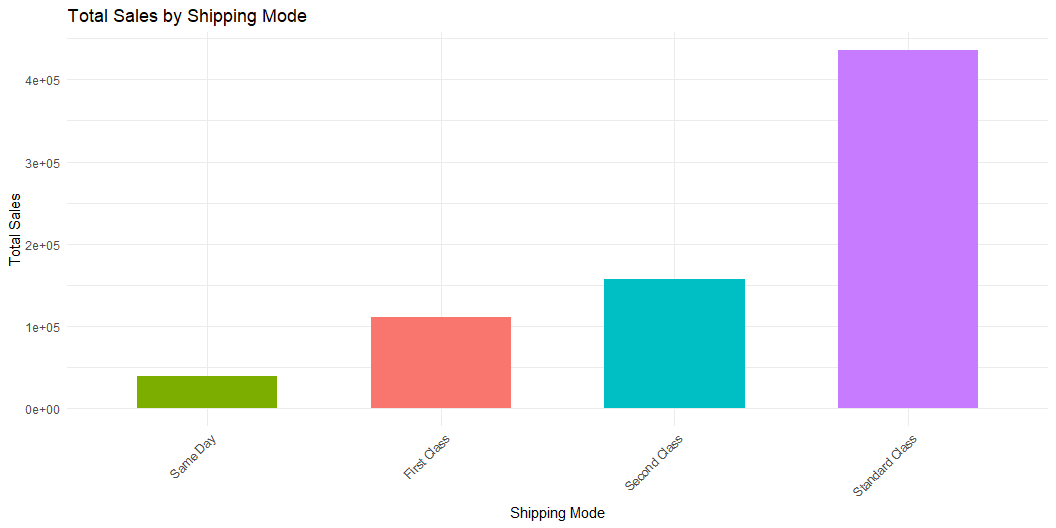 Total Sales by Shipping Mode
Total Sales
4e+05
3e+05
2e+05
1e+05
0e+00
Same Day
First Class
Second Class
Standard Class
Shipping Mode